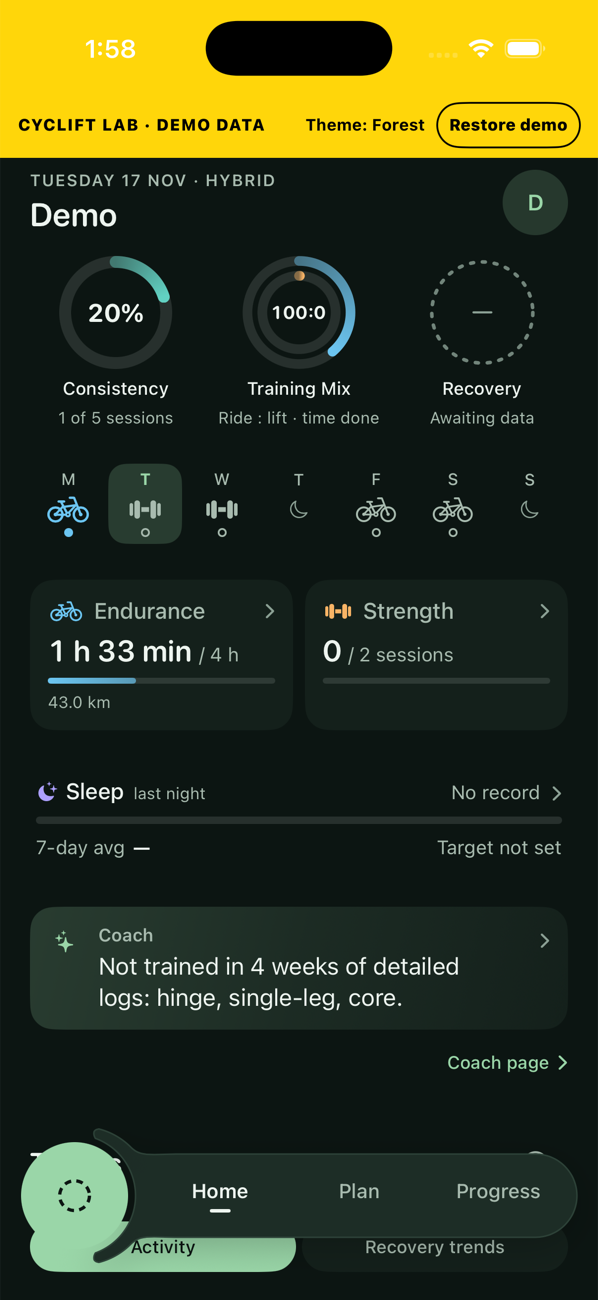 1:58
CYCLIFT LAB · DEMO DATA
Theme: Forest
Restore demo
TUESDAY 17 NOV · HYBRID
Demo
D
20%
100:0
—
Consistency
Training Mix
Recovery
1 of 5 sessions
Ride : lift · time done
Awaiting data
M T W T F S S
Endurance
1 h 33 min / 4 h
43.0 km
Strength
0 / 2 sessions
Sleep last night
No record
7-day avg —
Target not set
Coach
Not trained in 4 weeks of detailed
logs: hinge, single-leg, core.
Coach page
Home
Plan
Progress
Activity
Recovery trends